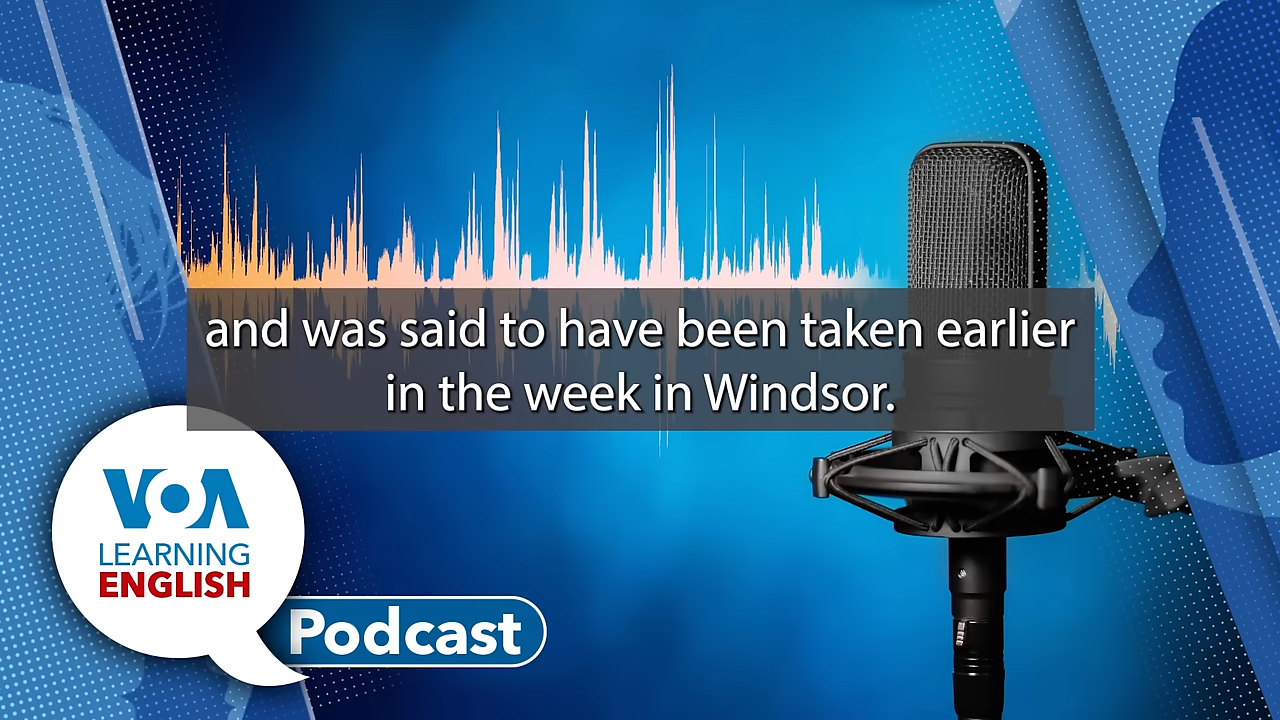 and was said to have been taken earlier
in the week in Windsor.
VOA
LEARNING
ENGLISH
Podcast